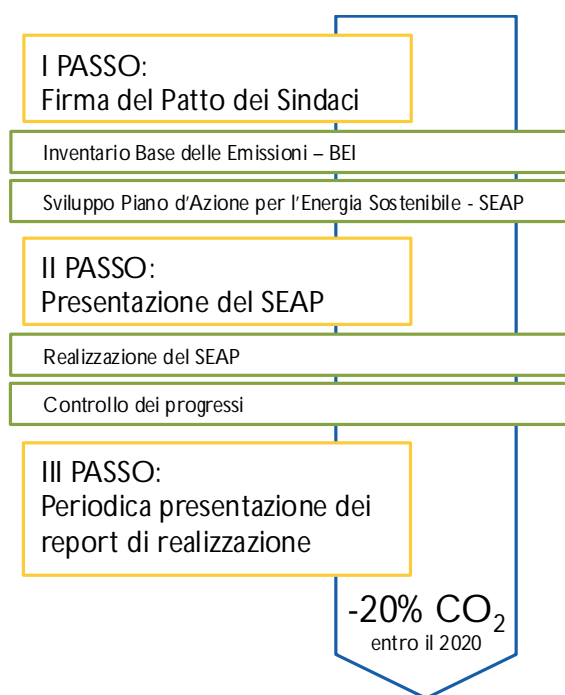 I PASSO:
Firma del Patto dei Sindaci
Inventario Base delle Emissioni – BEI
Sviluppo Piano d'Azione per l'Energia Sostenibile - SEAP
II PASSO:
Presentazione del SEAP
Realizzazione del SEAP
Controllo dei progressi
III PASSO:
Periodica presentazione dei
report di realizzazione
-20% CO₂
entro il 2020